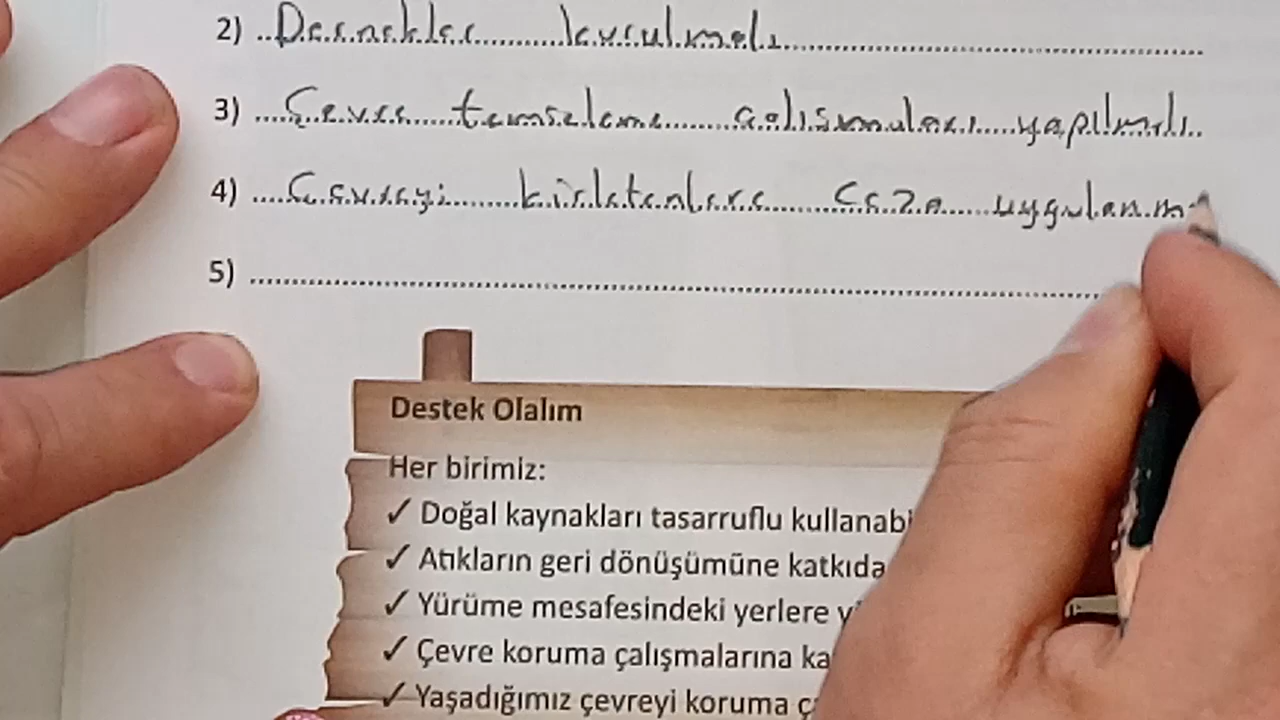 2) Dernekler kurulmalı
3) Çevre temizleme çalışmaları yapılmalı
4) Çevreyi kirletenlere ceza uygulanma
5)
Destek Olalım
Her birimiz:
✓ Doğal kaynakları tasarruflu kullanabi
✓ Atıkların geri dönüşümüne katkıda
✓ Yürüme mesafesindeki yerlere y
✓ Çevre koruma çalışmalarına ka
✓ Yaşadığımız çevreyi koruma ç